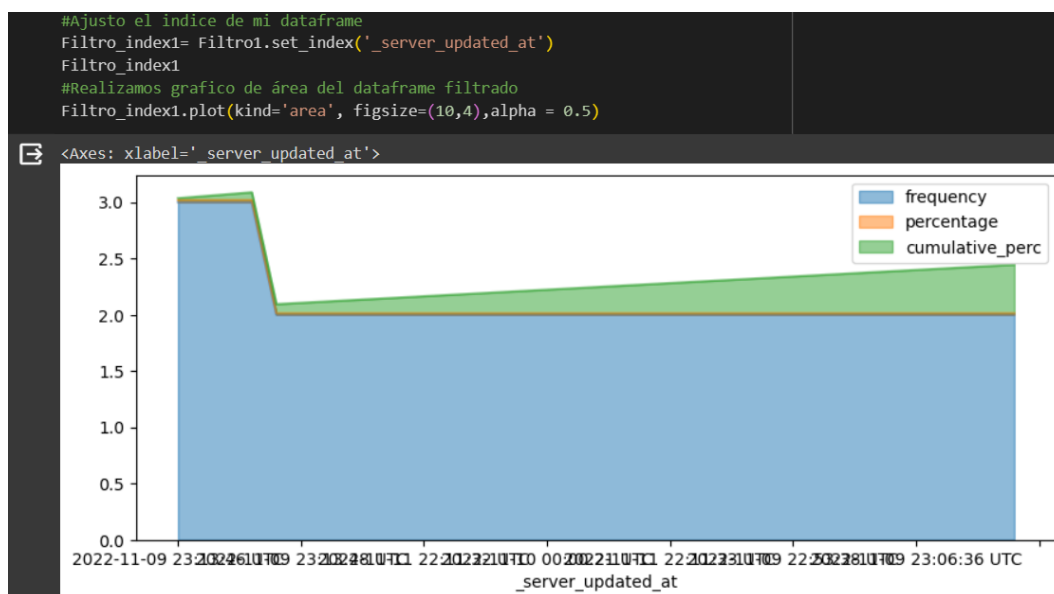 #Ajusto el indice de mi dataframe
Filtro_index1= Filtro1.set_index('_server_updated_at')
Filtro_index1
#Realizamos grafico de área del dataframe filtrado
Filtro_index1.plot(kind='area', figsize=(10,4),alpha = 0.5)
<Axes: xlabel='_server_updated_at'>
frequency
percentage
cumulative_perc
3.0
2.5
2.0
1.5
1.0
0.5
0.0
2022-11-09 23:06:36 UTC
_server_updated_at